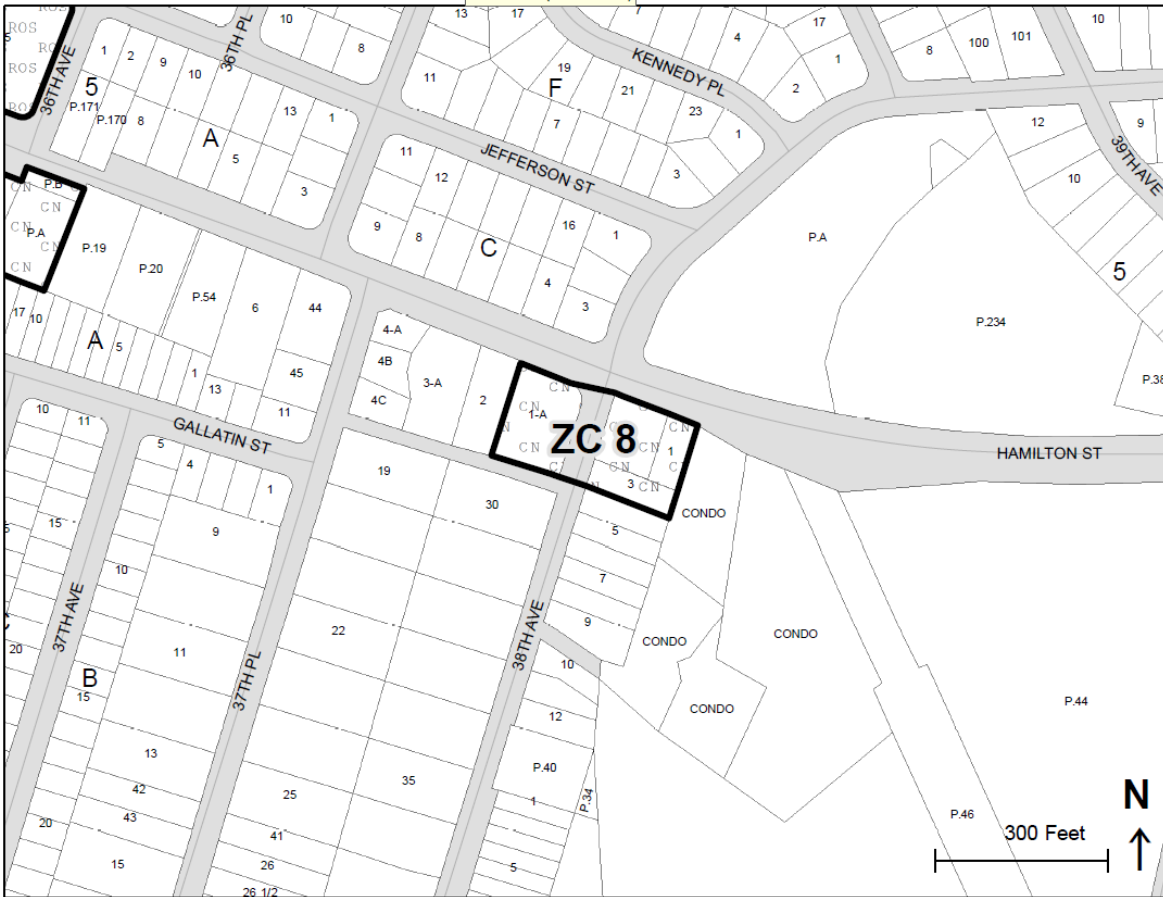 ROS
ROS
ROS
36TH AVE
36TH PL
10
8
13
17
7
4
17
1
2
8
100
101
10
KENNEDY PL
1
2
9
10
13
1
5
P.171
P.170
8
A
5
3
11
19
F
21
23
1
7
3
JEFFERSON ST
12
9
10
39TH AVE
5
11
12
16
1
9
8
C
4
3
P.A
P.234
P.38
P.B
CN
CN
CN
P.A
CN
CN
P.19
P.20
P.54
6
44
17
10
A
5
1
13
45
11
4-A
4B
4C
3-A
2
CN
CN
1-A
CN
CN
ZC 8
CN
CN
1
CN
CN
3
CN
HAMILTON ST
GALLATIN ST
10
11
5
4
1
19
30
CONDO
15
9
5
7
9
10
37TH AVE
22
38TH AVE
CONDO
CONDO
20
11
B
15
37TH PL
10
CONDO
P.44
12
13
35
P.40
42
25
1
P.34
43
20
41
P.46
15
26
5
26 1/2
300 Feet
N